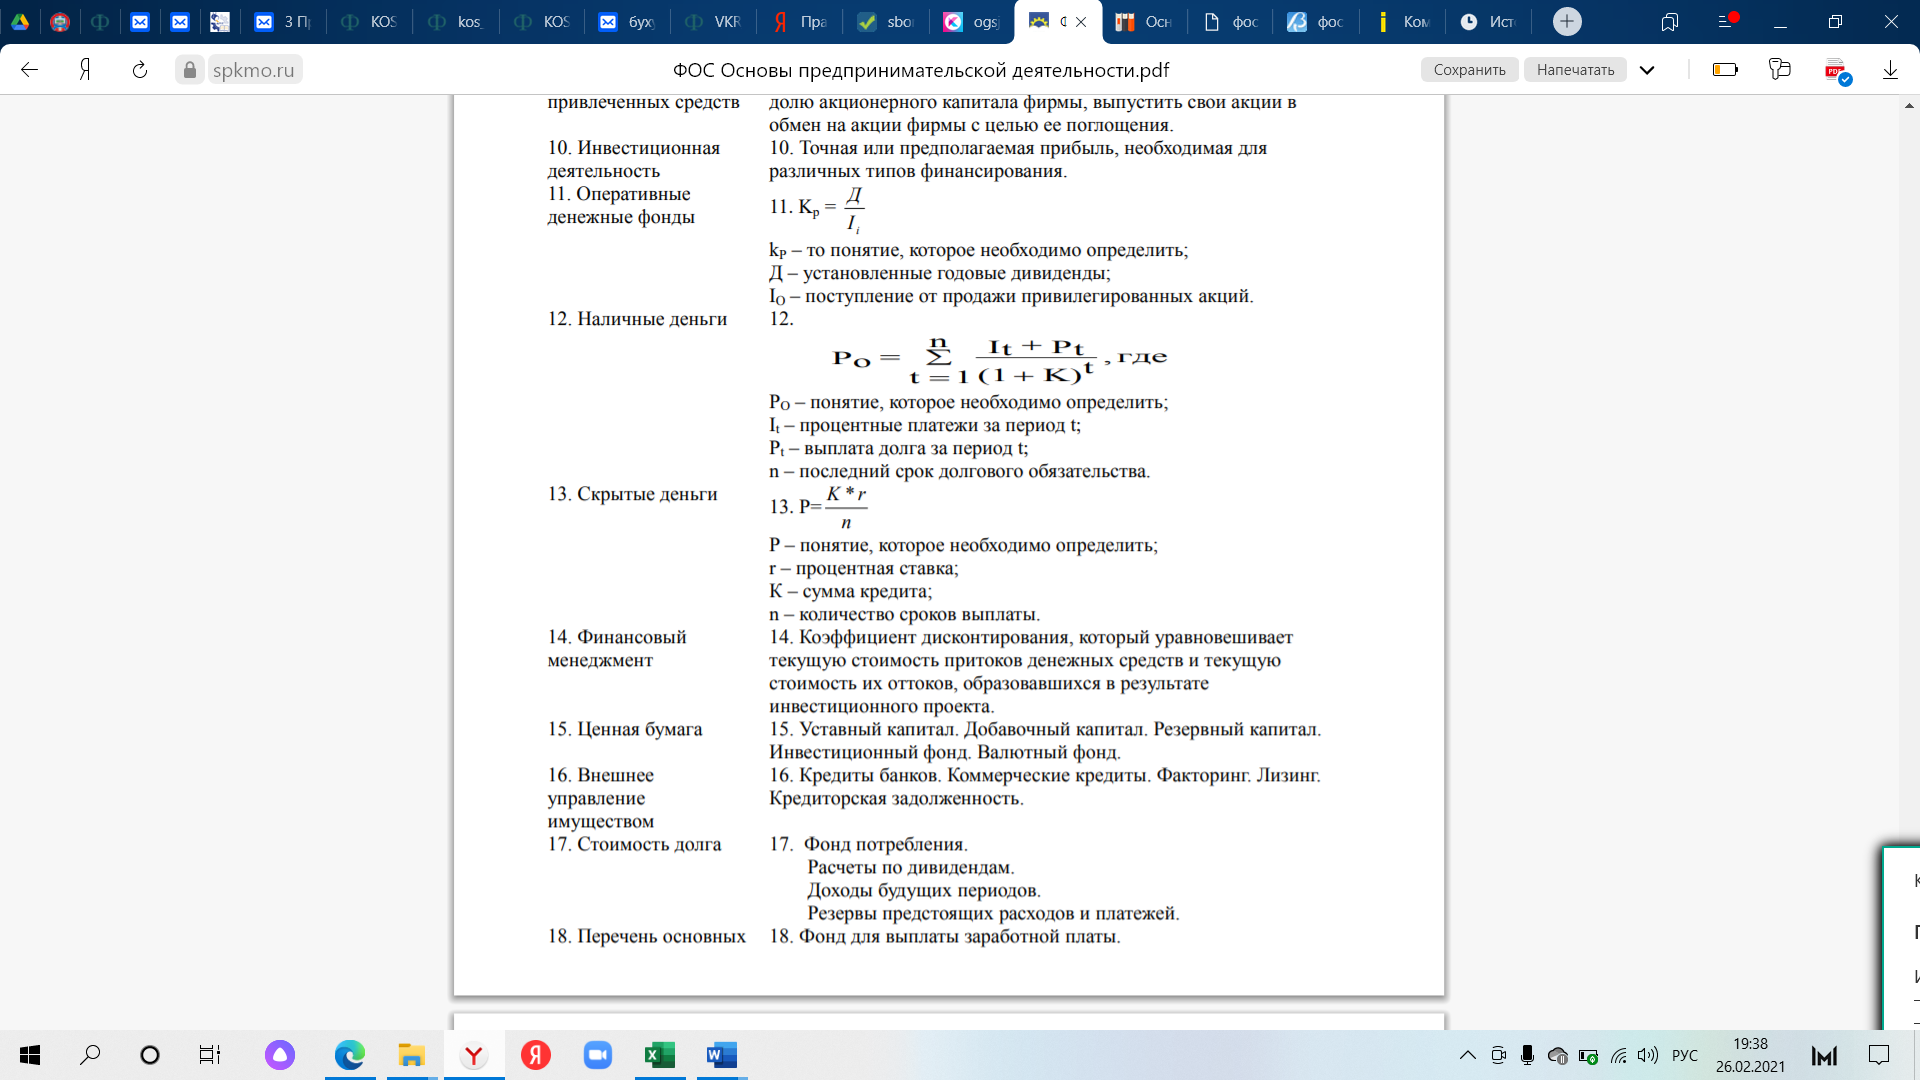 3 Пр
KOS
kos_
KOS
бух
VKR
Пра
sbor
ogs
Ф
Осн
фос
фос
Ком
Ист
spkmo.ru
ФОС Основы предпринимательской деятельности.pdf
Сохранить
Напечатать
привлеченных средств
долю акционерного капитала фирмы, выпустить свои акции в
обмен на акции фирмы с целью ее поглощения.
10. Инвестиционная
деятельность
10. Точная или предполагаемая прибыль, необходимая для
различных типов финансирования.
11. Оперативные
денежные фонды
11. Kр = Д / Ii
kР – то понятие, которое необходимо определить;
Д – установленные годовые дивиденды;
IО – поступление от продажи привилегированных акций.
12. Наличные деньги
12.
Po = n Σ t = 1 It + Pt / (1 + K)t , где
PО – понятие, которое необходимо определить;
It – процентные платежи за период t;
Pt – выплата долга за период t;
n – последний срок долгового обязательства.
13. Скрытые деньги
13. P= K * r / n
Р – понятие, которое необходимо определить;
r – процентная ставка;
К – сумма кредита;
n – количество сроков выплаты.
14. Финансовый
менеджмент
14. Коэффициент дисконтирования, который уравновешивает
текущую стоимость притоков денежных средств и текущую
стоимость их оттоков, образовавшихся в результате
инвестиционного проекта.
15. Ценная бумага
15. Уставный капитал. Добавочный капитал. Резервный капитал.
Инвестиционный фонд. Валютный фонд.
16. Внешнее
управление
имуществом
16. Кредиты банков. Коммерческие кредиты. Факторинг. Лизинг.
Кредиторская задолженность.
17. Стоимость долга
17. Фонд потребления.
Расчеты по дивидендам.
Доходы будущих периодов.
Резервы предстоящих расходов и платежей.
18. Перечень основных
18. Фонд для выплаты заработной платы.
РУС
19:38
26.02.2021